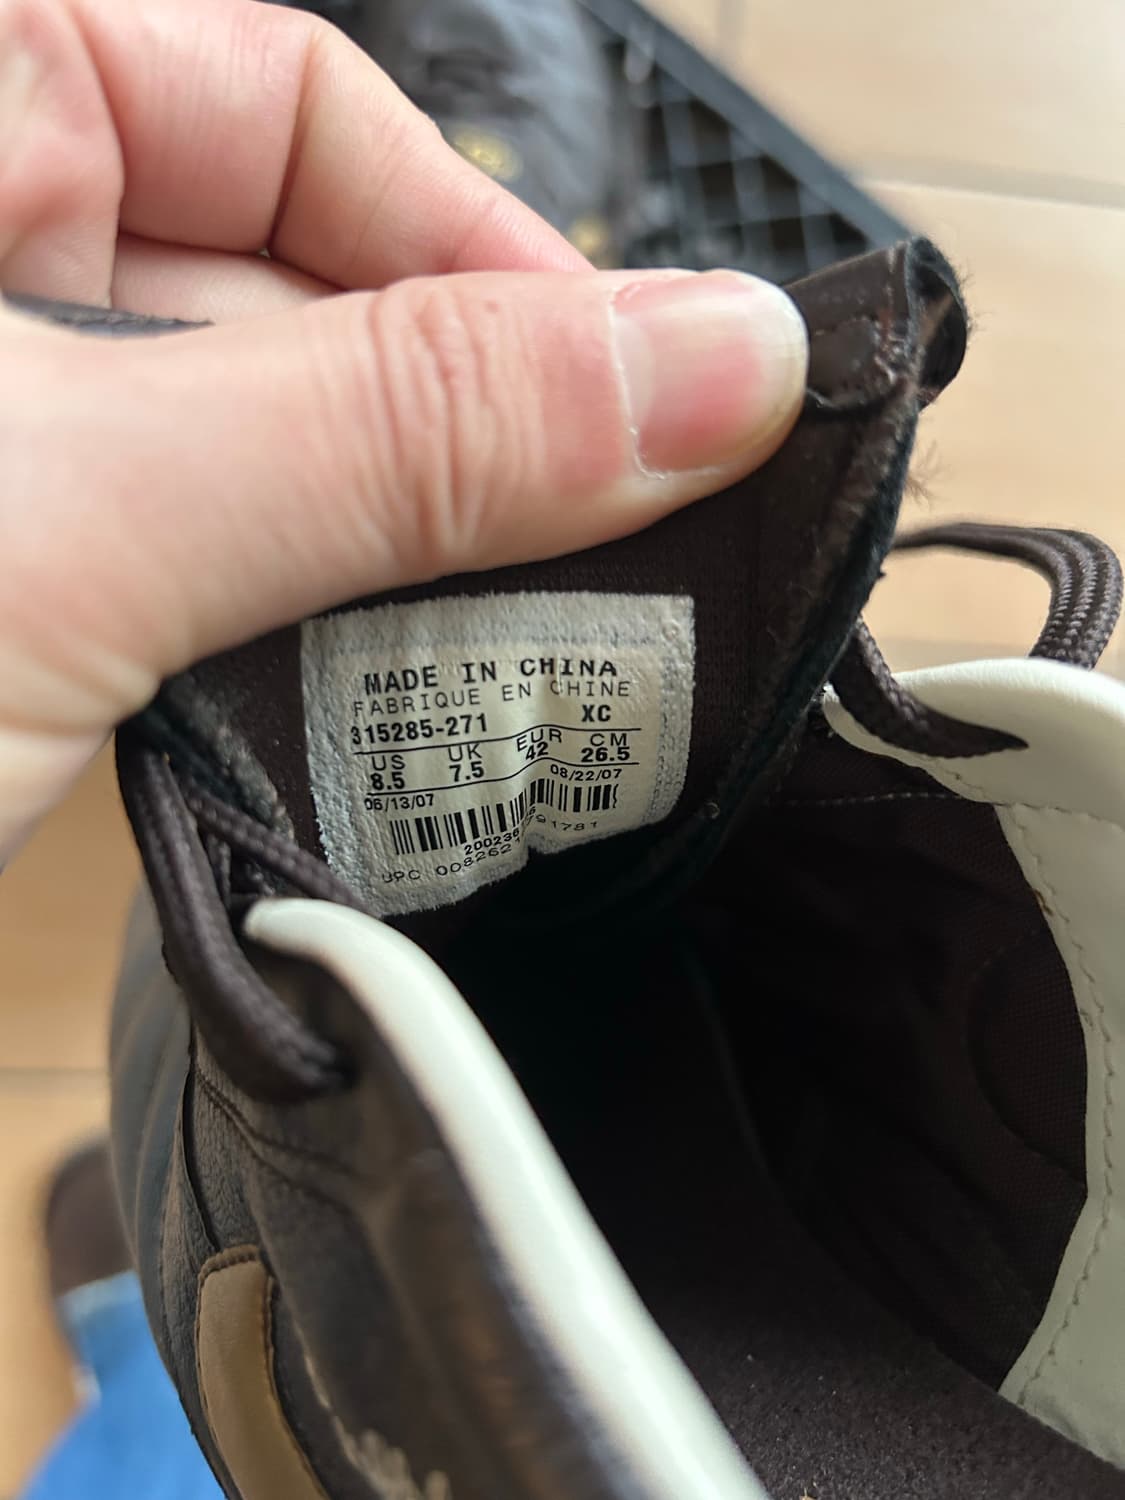 MADE IN CHINA
FABRIQUE EN CHINE
315285-271 XC
US UK EUR CM
8.5 7.5 42 26.5
06/13/07 08/22/07
UPC